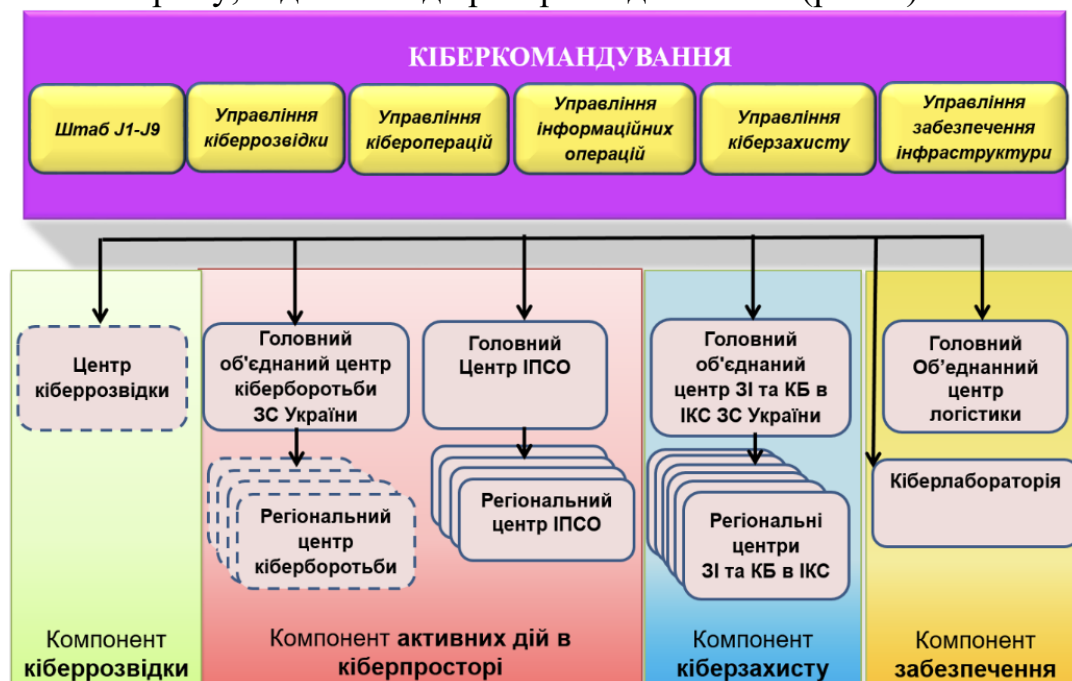 КІБЕРКОМАНДУВАННЯ
Штаб J1-J9
Управління
кіберрозвідки
Управління
кібероперацій
Управління
інформаційних
операцій
Управління
кіберзахисту
Управління
забезпечення
інфраструктури
Центр
кіберрозвідки
Головний
об'єднаний центр
кіберборотьби
ЗС України
Головний
Центр ІПСО
Головний
об'єднаний
центр ЗІ та КБ в
ІКС ЗС України
Головний
Об’еднанний
центр
логістики
Регіональний
центр
кіберборотьби
Регіональний
центр ІПСО
Регіональні
центри
ЗІ та КБ в ІКС
Кіберлабораторія
Компонент
кіберрозвідки
Компонент активних дій в
кіберпросторі
Компонент
кіберзахисту
Компонент
забезпечення